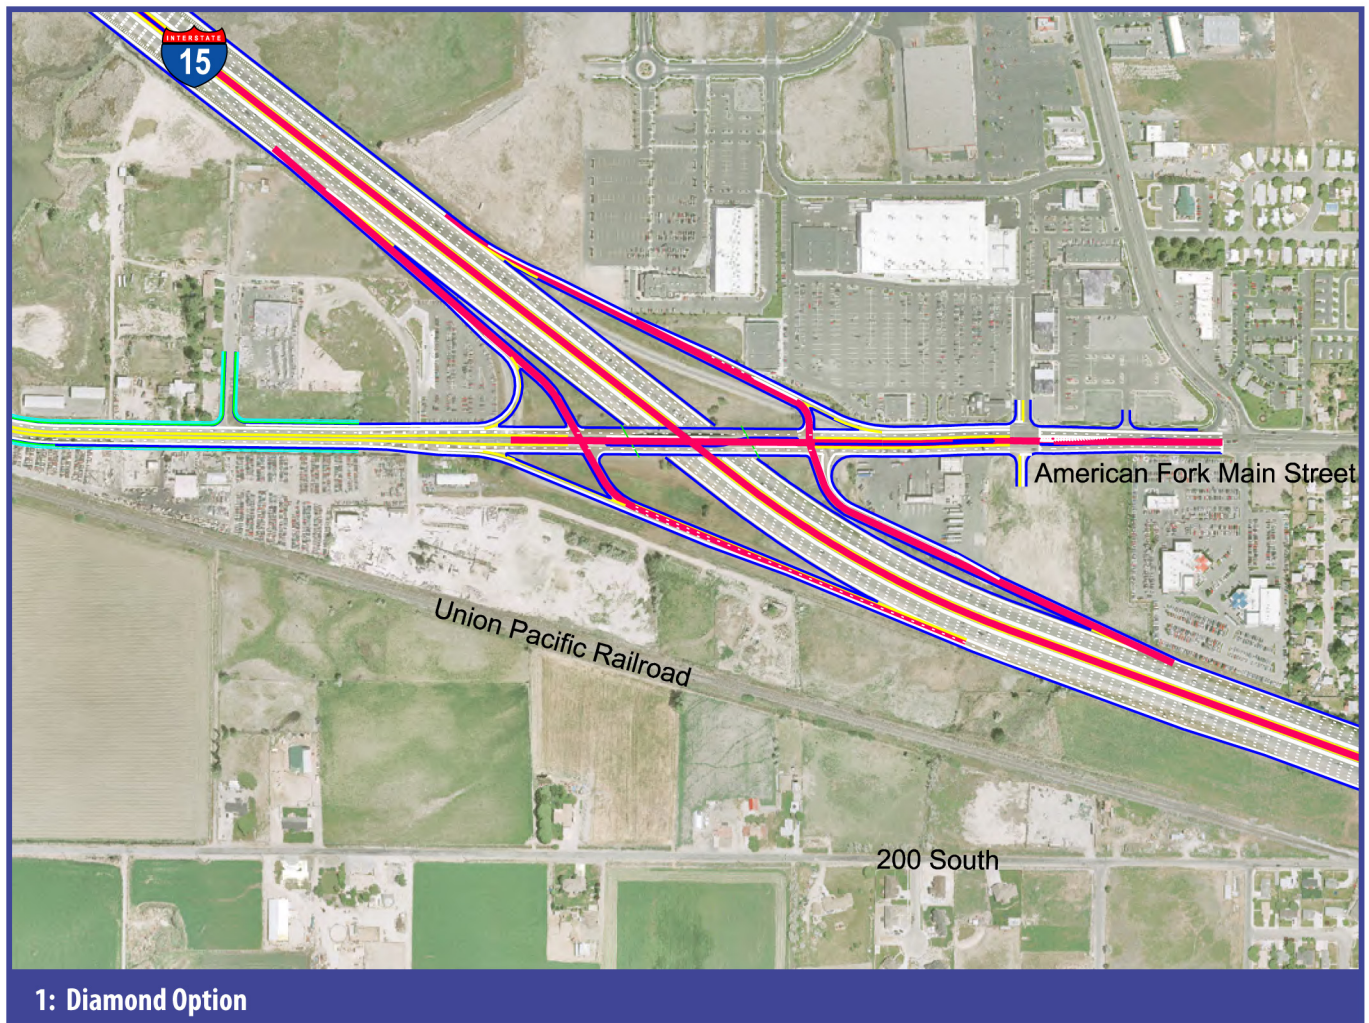 INTERSTATE
15
American Fork Main Street
Union Pacific Railroad
200 South
1: Diamond Option